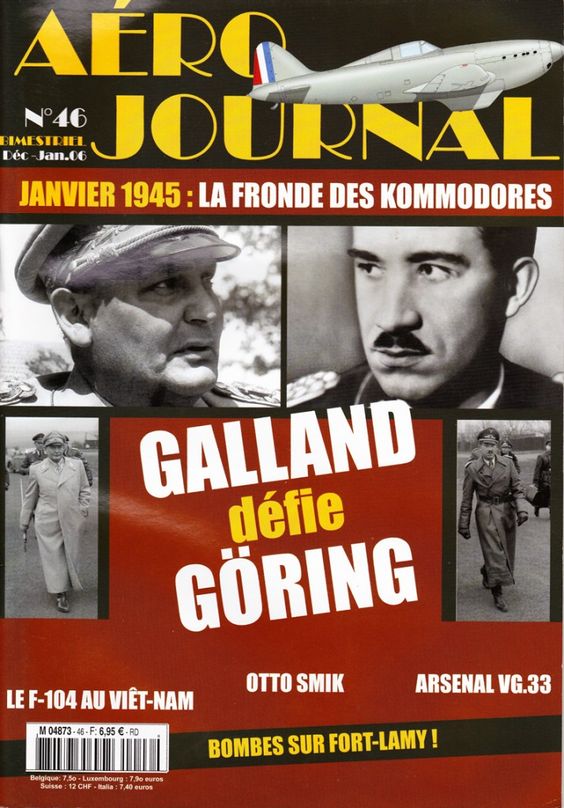 AÉRO
JOURNAL
N°46
BIMESTRIEL
Déc -Jan.06
JANVIER 1945 : LA FRONDE DES KOMMODORES
GALLAND
défie
GÖRING
LE F-104 AU VIÊT-NAM
OTTO SMIK
ARSENAL VG.33
M 04873 - 46 - F: 6,95 € - RD
BOMBES SUR FORT-LAMY !
Belgique: 7,5o - Luxembourg : 7,9o euros
Suisse : 12 CHF - Italia : 7,40 euros